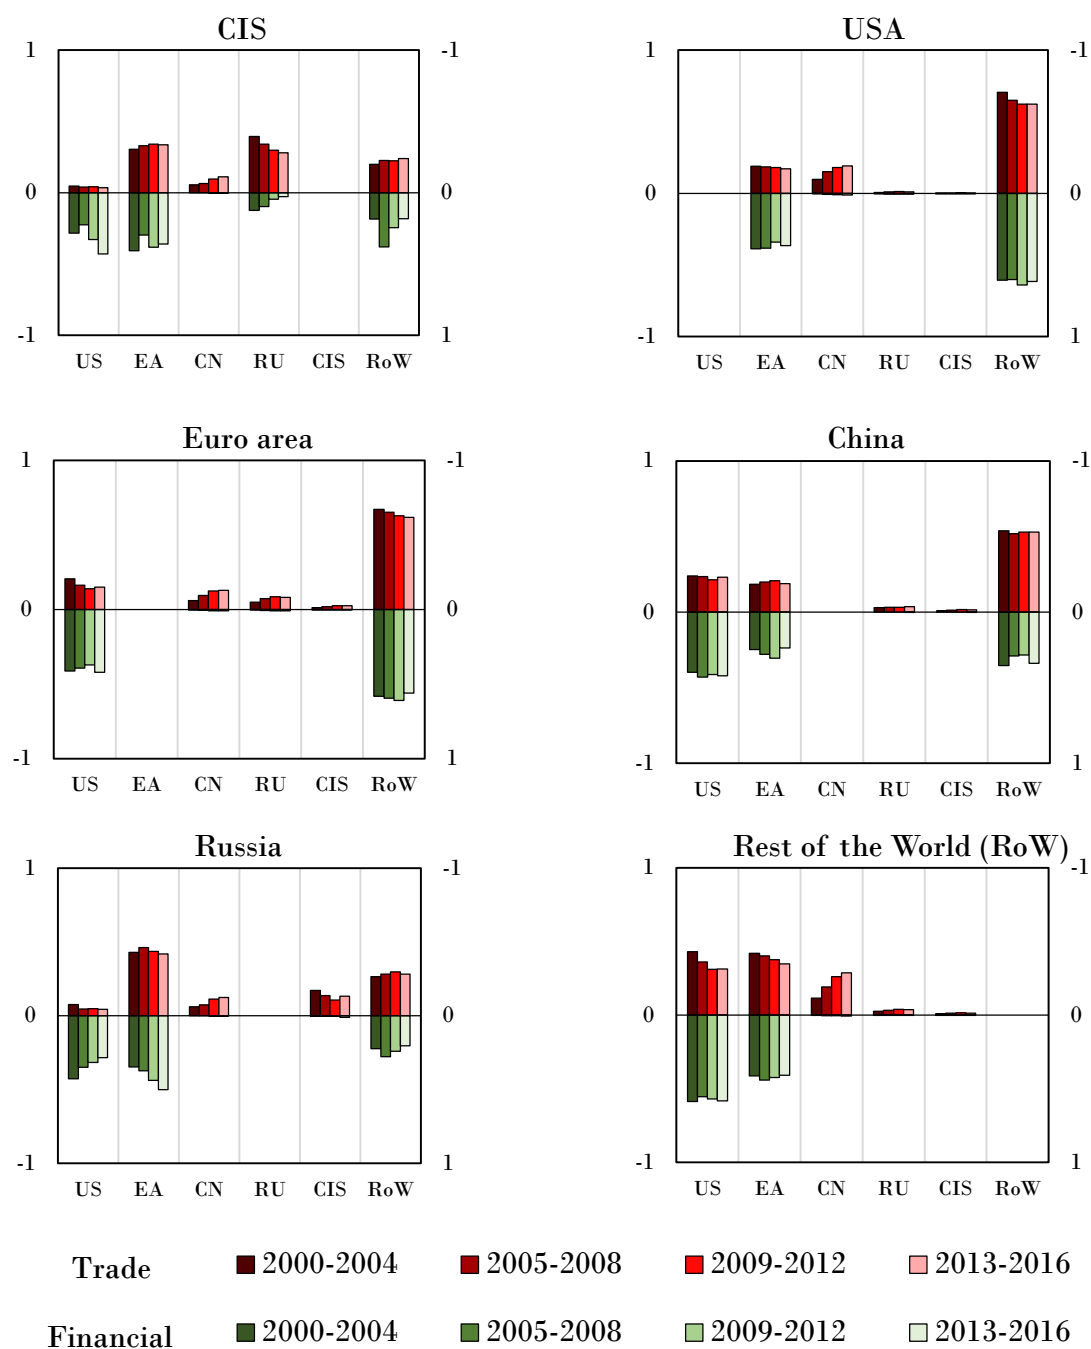 CIS
USA
1
-1
1
-1
0
0
0
0
-1
1
-1
1
US EA CN RU CIS RoW
US EA CN RU CIS RoW
Euro area
China
1
-1
1
-1
0
0
0
0
-1
1
-1
1
US EA CN RU CIS RoW
US EA CN RU CIS RoW
Russia
Rest of the World (RoW)
1
-1
1
-1
0
0
0
0
-1
1
-1
1
US EA CN RU CIS RoW
US EA CN RU CIS RoW
Trade 2000-2004 2005-2008 2009-2012 2013-2016
Financial 2000-2004 2005-2008 2009-2012 2013-2016